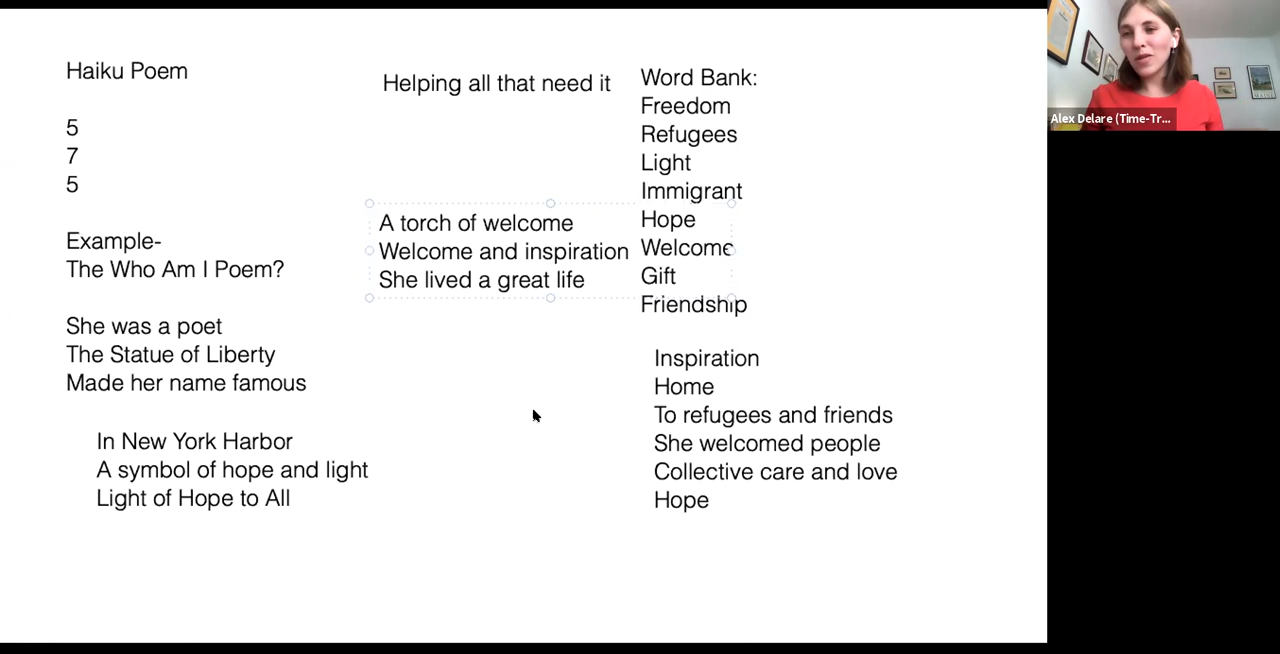 Haiku Poem
5
7
5
Example-
The Who Am I Poem?
She was a poet
The Statue of Liberty
Made her name famous
In New York Harbor
A symbol of hope and light
Light of Hope to All
Helping all that need it
A torch of welcome
Welcome and inspiration
She lived a great life
Word Bank:
Freedom
Refugees
Light
Immigrant
Hope
Welcome
Gift
Friendship
Inspiration
Home
To refugees and friends
She welcomed people
Collective care and love
Hope
Alex Delare (Time-Tr...